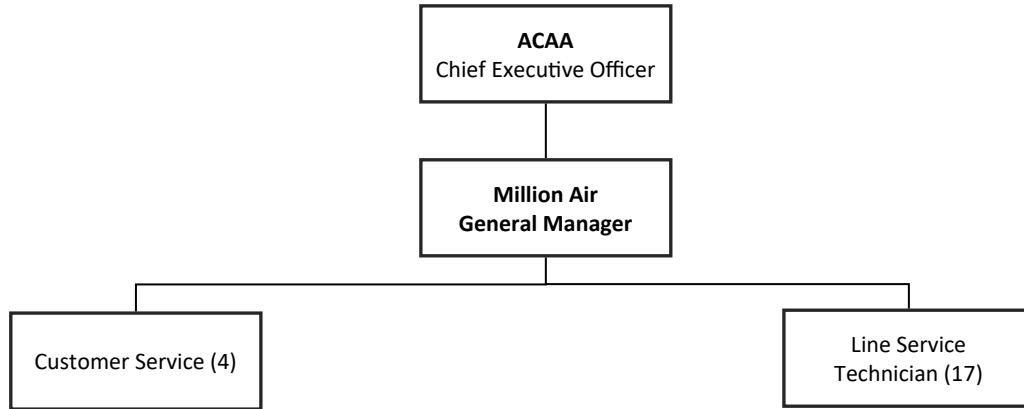 ACAA
Chief Executive Officer
Million Air
General Manager
Customer Service (4)
Line Service
Technician (17)